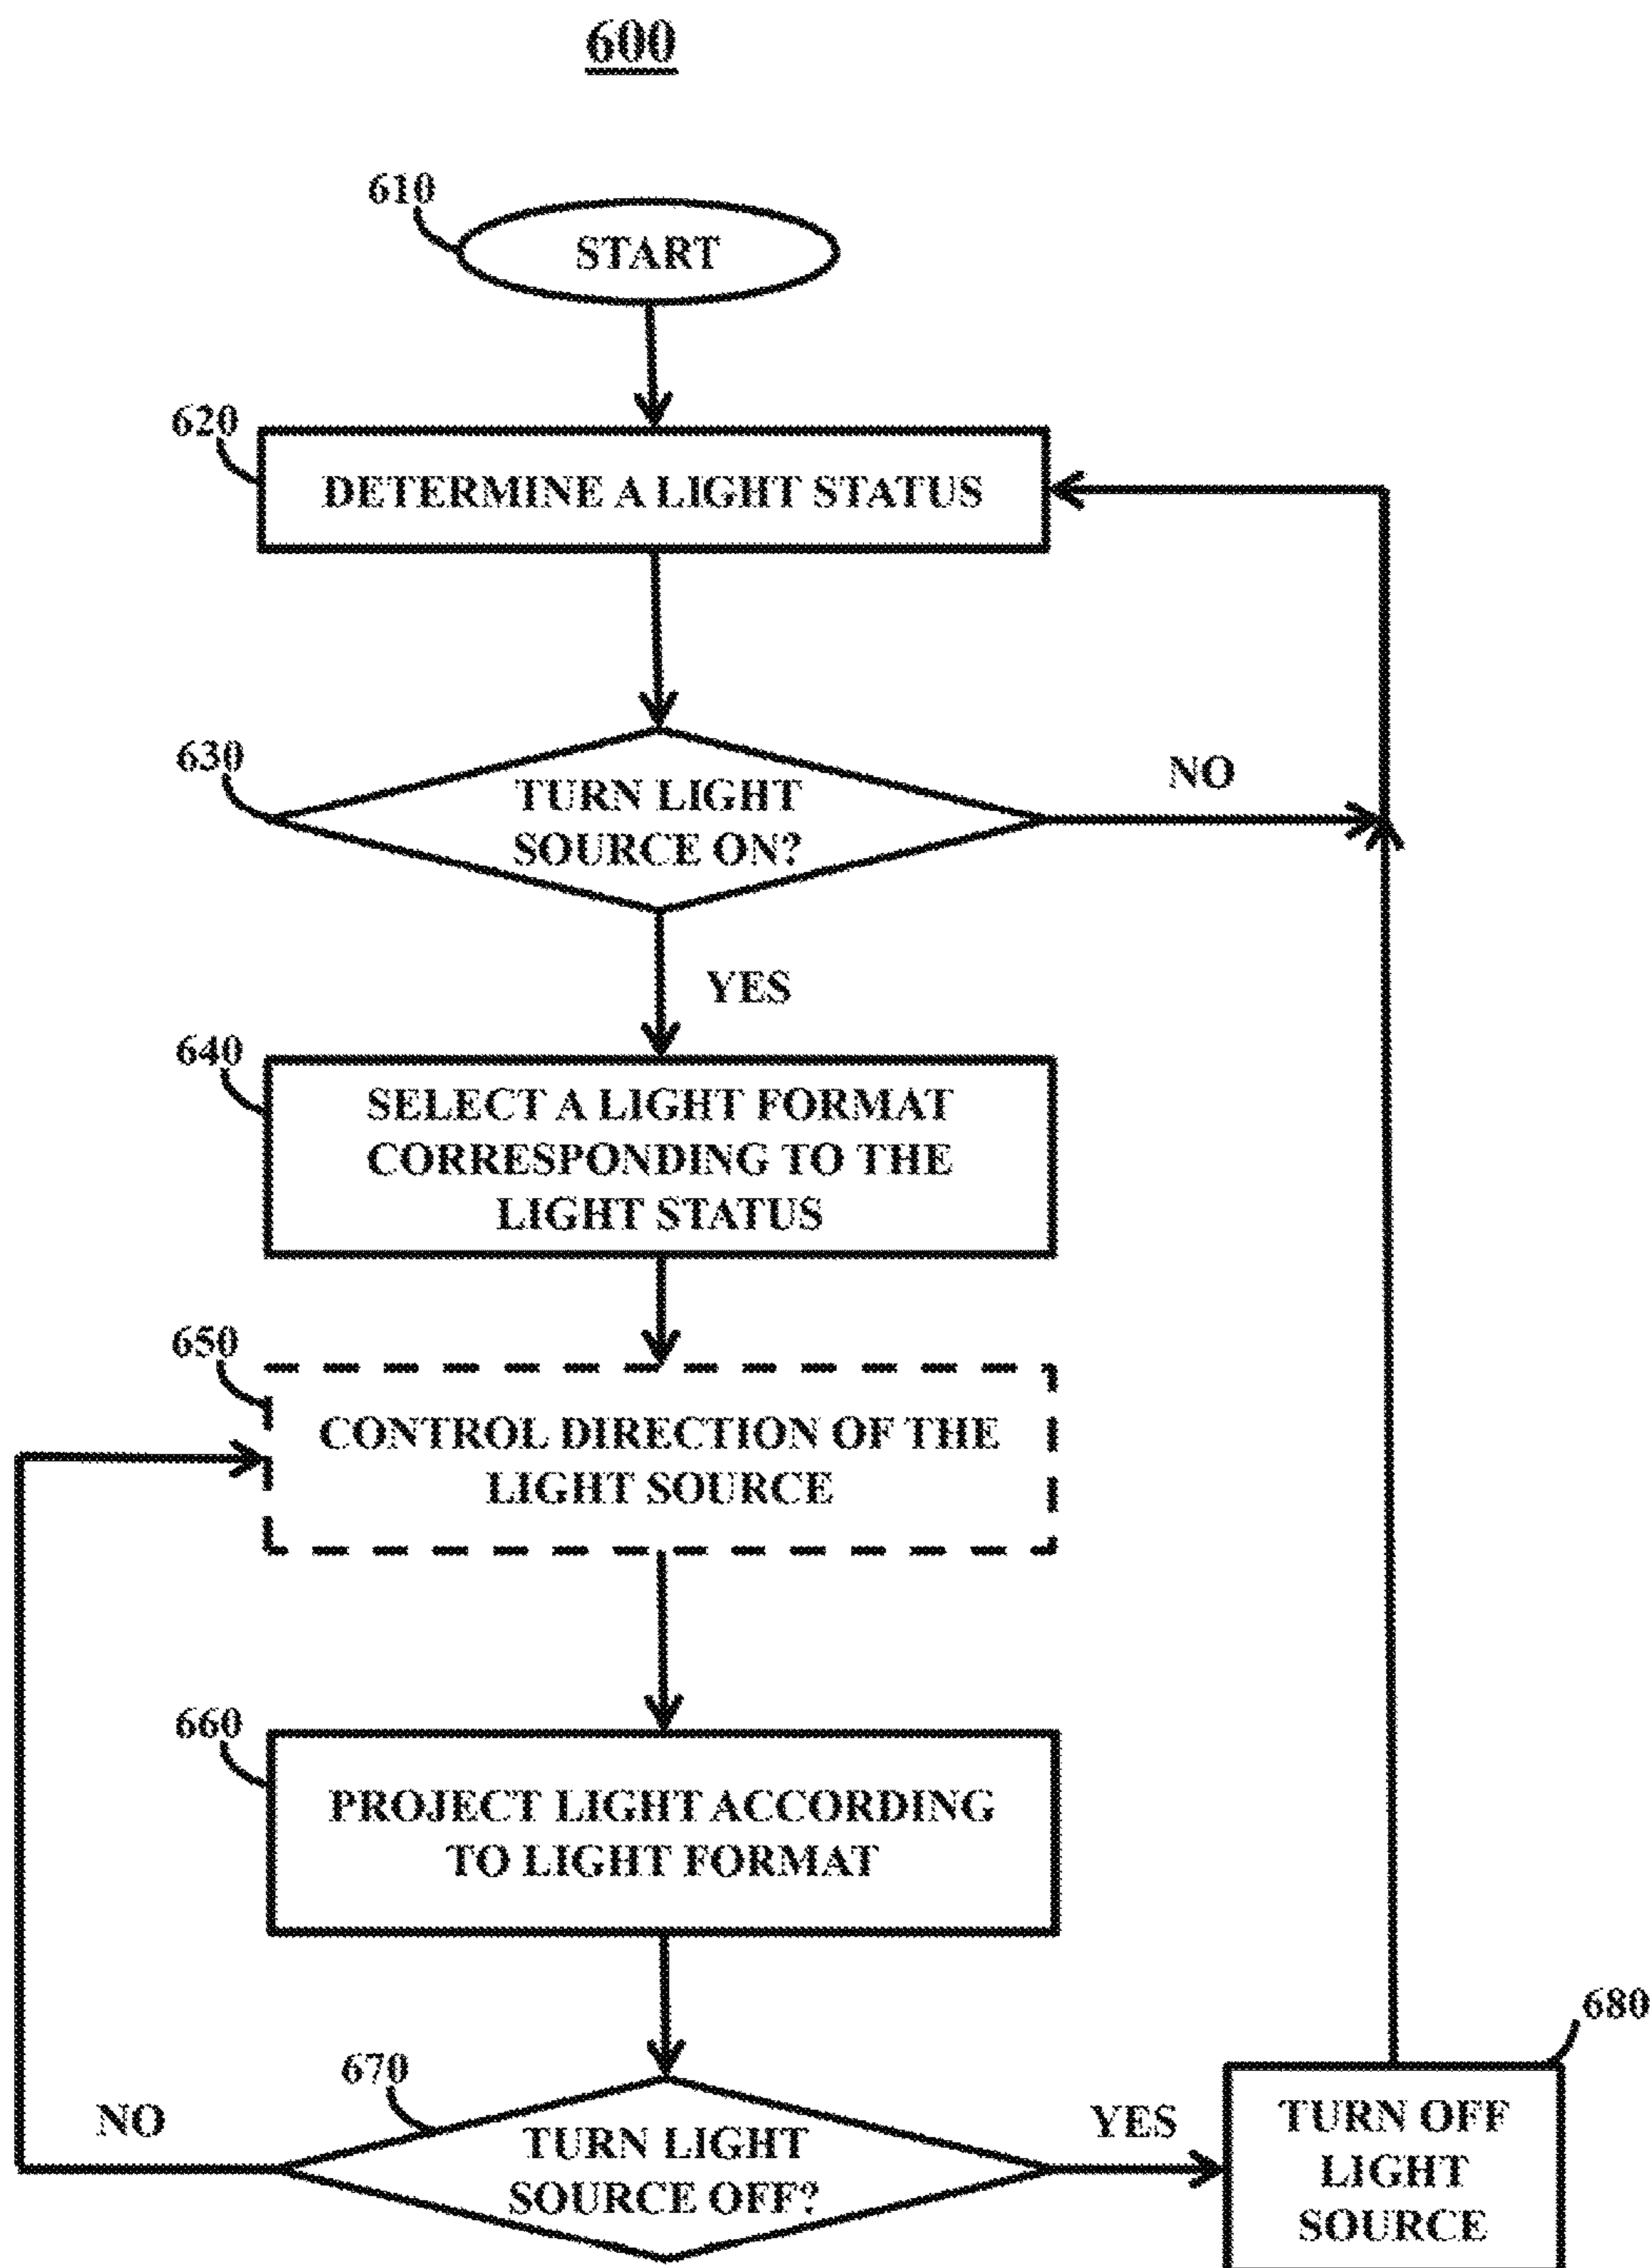 600
610
START
620
DETERMINE A LIGHT STATUS
630
TURN LIGHT
SOURCE ON?
NO
YES
640
SELECT A LIGHT FORMAT
CORRESPONDING TO THE
LIGHT STATUS
650
CONTROL DIRECTION OF THE
LIGHT SOURCE
660
PROJECT LIGHT ACCORDING
TO LIGHT FORMAT
670
TURN LIGHT
SOURCE OFF?
NO
YES
680
TURN OFF
LIGHT
SOURCE